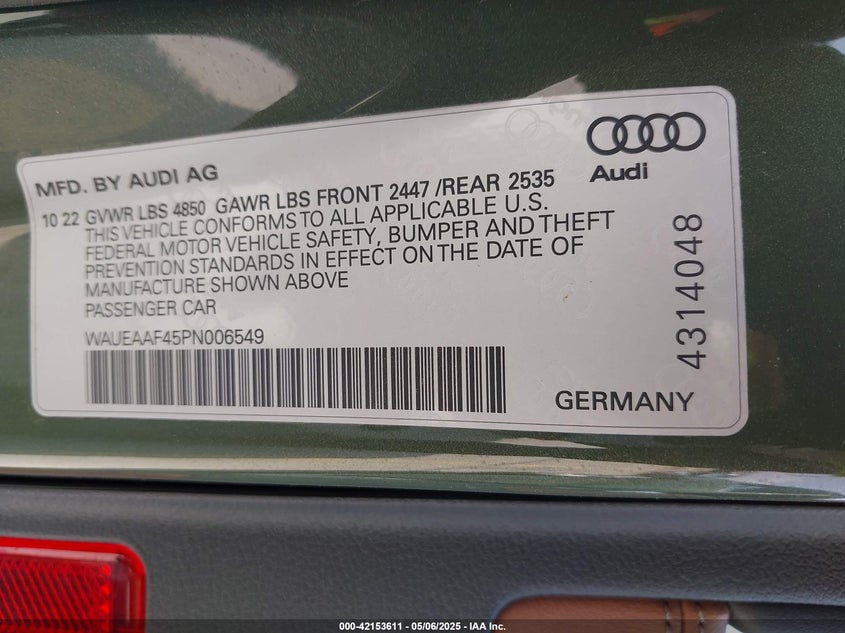 Audi
MFD. BY AUDI AG
10 22 GVWR LBS 4850 GAWR LBS FRONT 2447 /REAR 2535
THIS VEHICLE CONFORMS TO ALL APPLICABLE U.S.
FEDERAL MOTOR VEHICLE SAFETY, BUMPER AND THEFT
PREVENTION STANDARDS IN EFFECT ON THE DATE OF
MANUFACTURE SHOWN ABOVE
PASSENGER CAR
WAUEAAF45PN006549
4314048
GERMANY
000-42153611 - 05/06/2025 - IAA Inc.